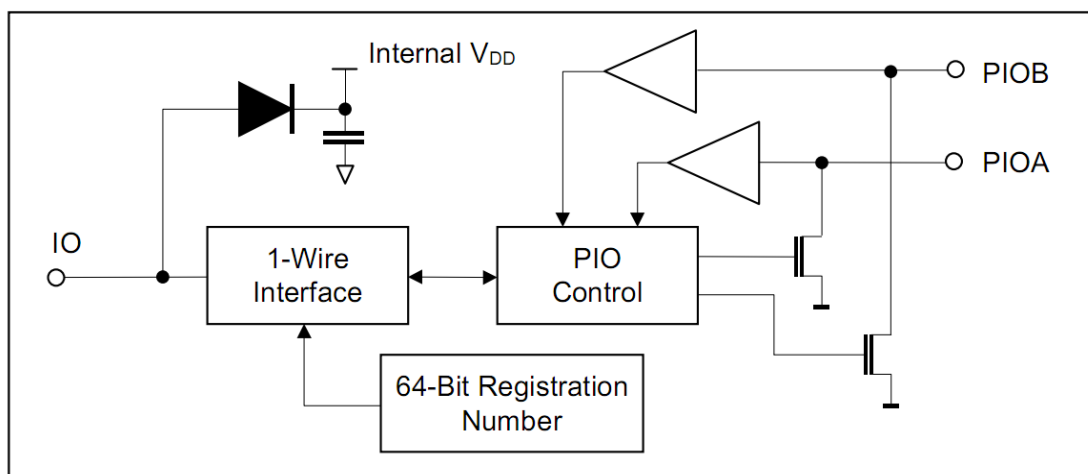 Internal VDD
PIOB
PIOA
IO
1-Wire
Interface
PIO
Control
64-Bit Registration
Number